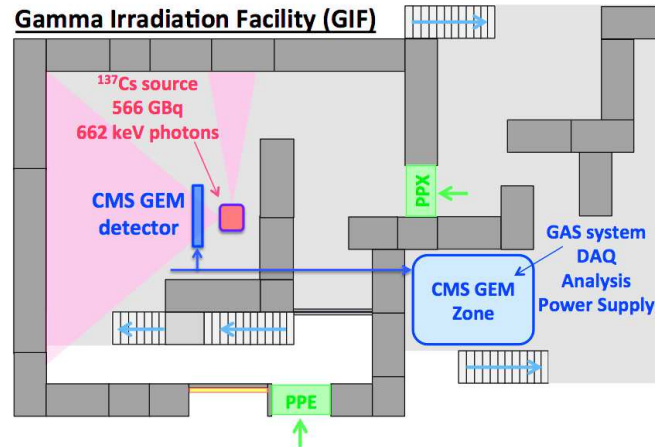 Gamma Irradiation Facility (GIF)
¹³⁷Cs source
566 GBq
662 keV photons
CMS GEM
detector
PPX
GAS system
DAQ
Analysis
Power Supply
CMS GEM
Zone
PPE